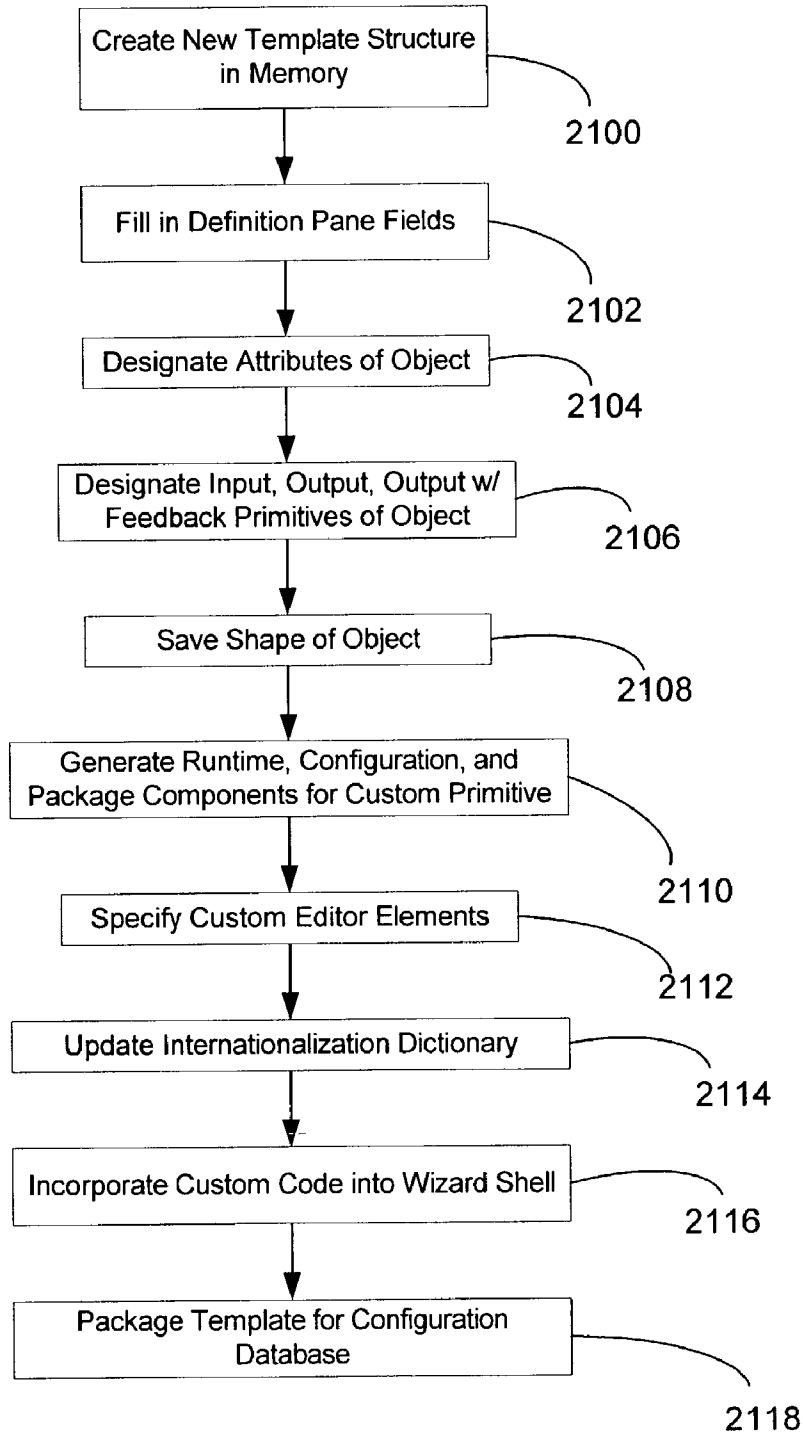 Create New Template Structure
in Memory
2100
Fill in Definition Pane Fields
2102
Designate Attributes of Object
2104
Designate Input, Output, Output w/
Feedback Primitives of Object
2106
Save Shape of Object
2108
Generate Runtime, Configuration, and
Package Components for Custom Primitive
2110
Specify Custom Editor Elements
2112
Update Internationalization Dictionary
2114
Incorporate Custom Code into Wizard Shell
2116
Package Template for Configuration
Database
2118